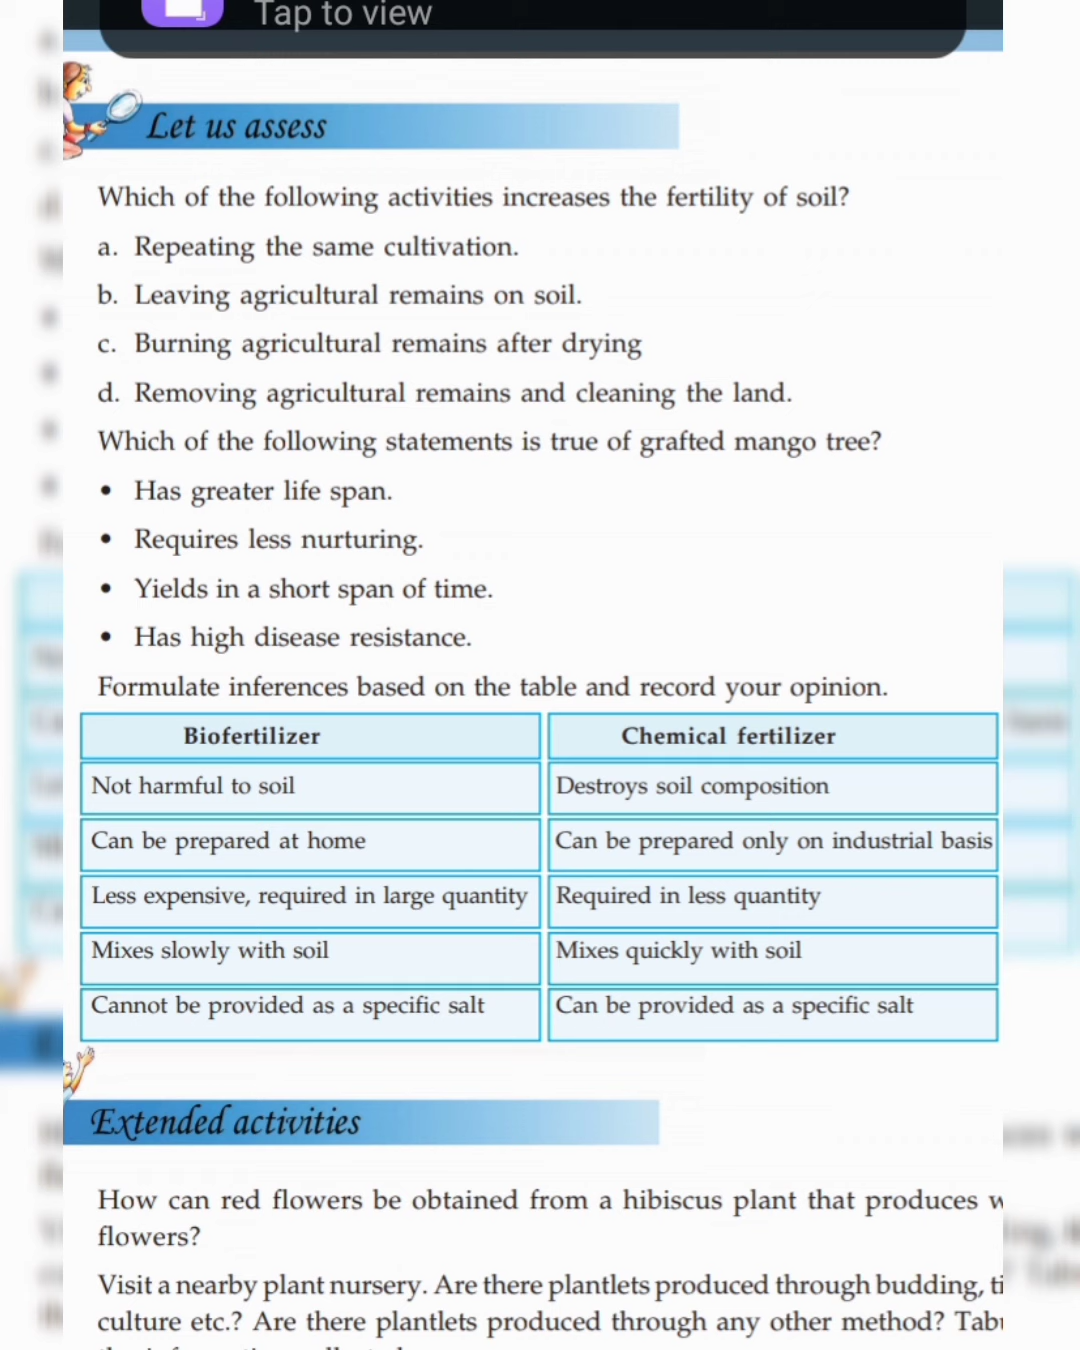 Tap to view
Let us assess
Which of the following activities increases the fertility of soil?
a. Repeating the same cultivation.
b. Leaving agricultural remains on soil.
c. Burning agricultural remains after drying
d. Removing agricultural remains and cleaning the land.
Which of the following statements is true of grafted mango tree?
• Has greater life span.
• Requires less nurturing.
• Yields in a short span of time.
• Has high disease resistance.
Formulate inferences based on the table and record your opinion.
Biofertilizer Chemical fertilizer
Not harmful to soil Destroys soil composition
Can be prepared at home Can be prepared only on industrial basis
Less expensive, required in large quantity Required in less quantity
Mixes slowly with soil Mixes quickly with soil
Cannot be provided as a specific salt Can be provided as a specific salt
Extended activities
How can red flowers be obtained from a hibiscus plant that produces
flowers?
Visit a nearby plant nursery. Are there plantlets produced through budding,
culture etc.? Are there plantlets produced through any other method?